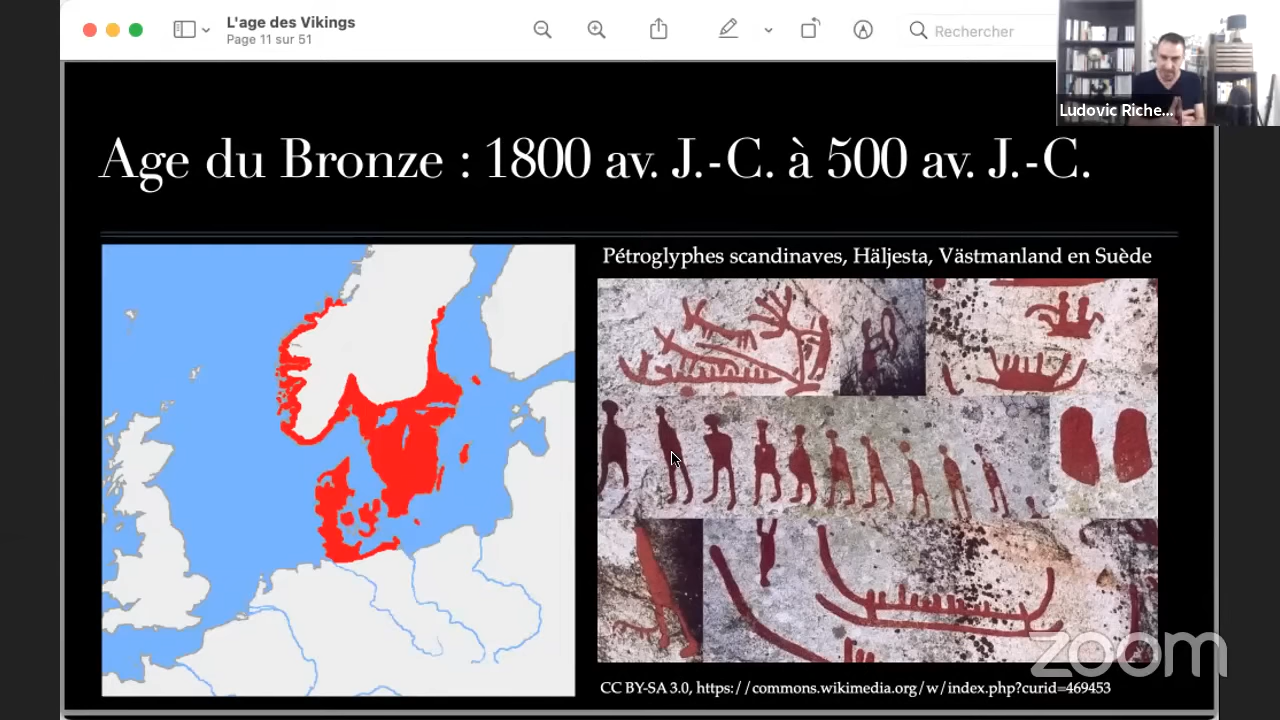 L'age des Vikings
Page 11 sur 51
Rechercher
Ludovic Riche...
Age du Bronze : 1800 av. J.-C. à 500 av. J.-C.
Pétroglyphes scandinaves, Häljesta, Västmanland en Suède
zoom
CC BY-SA 3.0, https://commons.wikimedia.org/w/index.php?curid=469453